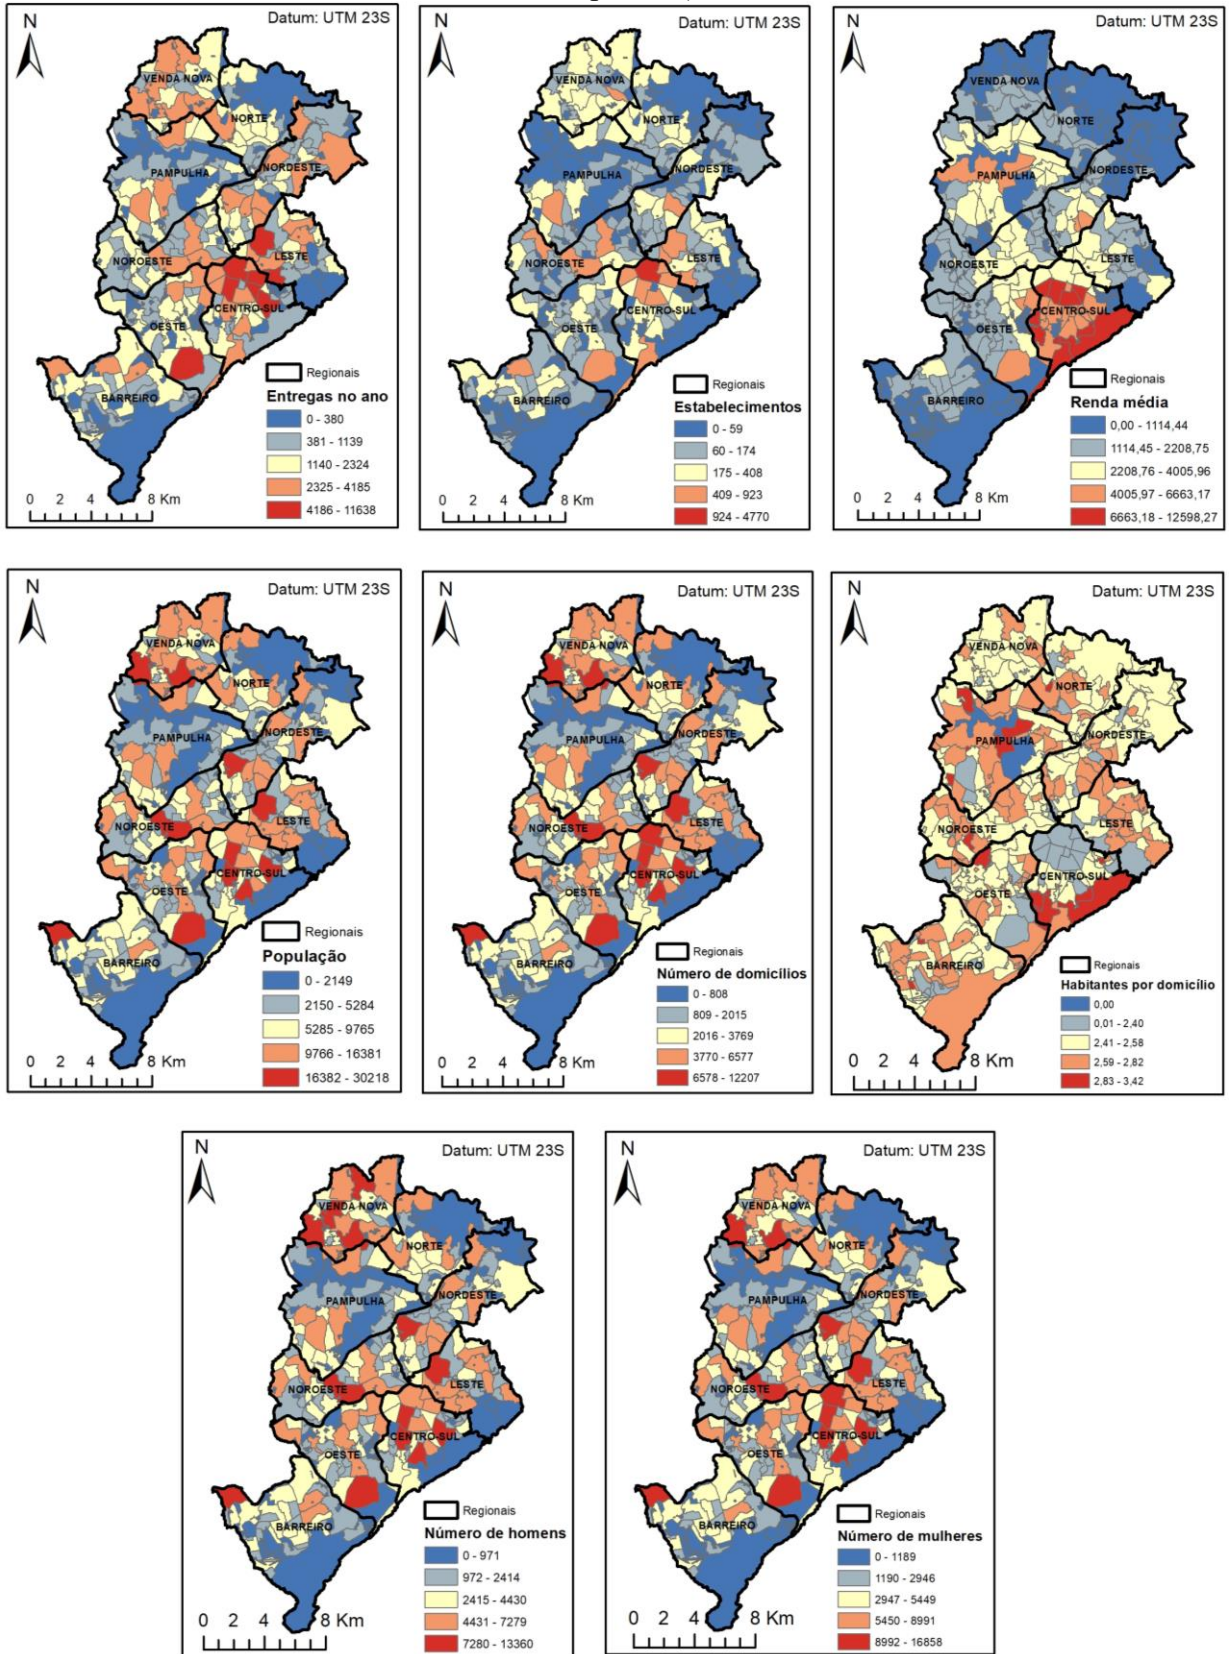 N
Datum: UTM 23S
VENDA NOVA
NORTE
NORDESTE
PAMPULHA
NOROESTE
LESTE
CENTRO-SUL
OESTE
BARREIRO
Regionais
Entregas no ano
0 - 380
381 - 1139
1140 - 2324
2325 - 4185
4186 - 11638
0 2 4 8 Km
N
Datum: UTM 23S
VENDA NOVA
NORTE
NORDESTE
PAMPULHA
NOROESTE
LESTE
CENTRO-SUL
OESTE
BARREIRO
Regionais
Estabelecimentos
0 - 59
60 - 174
175 - 408
409 - 923
924 - 4770
0 2 4 8 Km
N
Datum: UTM 23S
VENDA NOVA
NORTE
NORDESTE
PAMPULHA
NOROESTE
LESTE
CENTRO-SUL
OESTE
BARREIRO
Regionais
Renda média
0,00 - 1114,44
1114,45 - 2208,75
2208,76 - 4005,96
4005,97 - 6663,17
6663,18 - 12598,27
0 2 4 8 Km
N
Datum: UTM 23S
VENDA NOVA
NORTE
NORDESTE
PAMPULHA
NOROESTE
LESTE
CENTRO-SUL
OESTE
BARREIRO
Regionais
População
0 - 2149
2150 - 5284
5285 - 9765
9766 - 16381
16382 - 30218
0 2 4 8 Km
N
Datum: UTM 23S
VENDA NOVA
NORTE
NORDESTE
PAMPULHA
NOROESTE
LESTE
CENTRO-SUL
OESTE
BARREIRO
Regionais
Número de domicílios
0 - 808
809 - 2015
2016 - 3769
3770 - 6577
6578 - 12207
0 2 4 8 Km
N
Datum: UTM 23S
VENDA NOVA
NORTE
NORDESTE
PAMPULHA
NOROESTE
LESTE
CENTRO-SUL
OESTE
BARREIRO
Regionais
Habitantes por domicílio
0,00
0,01 - 2,40
2,41 - 2,58
2,59 - 2,82
2,83 - 3,42
0 2 4 8 Km
N
Datum: UTM 23S
VENDA NOVA
NORTE
NORDESTE
PAMPULHA
NOROESTE
LESTE
CENTRO-SUL
OESTE
BARREIRO
Regionais
Número de homens
0 - 971
972 - 2414
2415 - 4430
4431 - 7279
7280 - 13360
0 2 4 8 Km
N
Datum: UTM 23S
VENDA NOVA
NORTE
NORDESTE
PAMPULHA
NOROESTE
LESTE
CENTRO-SUL
OESTE
BARREIRO
Regionais
Número de mulheres
0 - 1189
1190 - 2946
2947 - 5449
5450 - 8991
8992 - 16858
0 2 4 8 Km